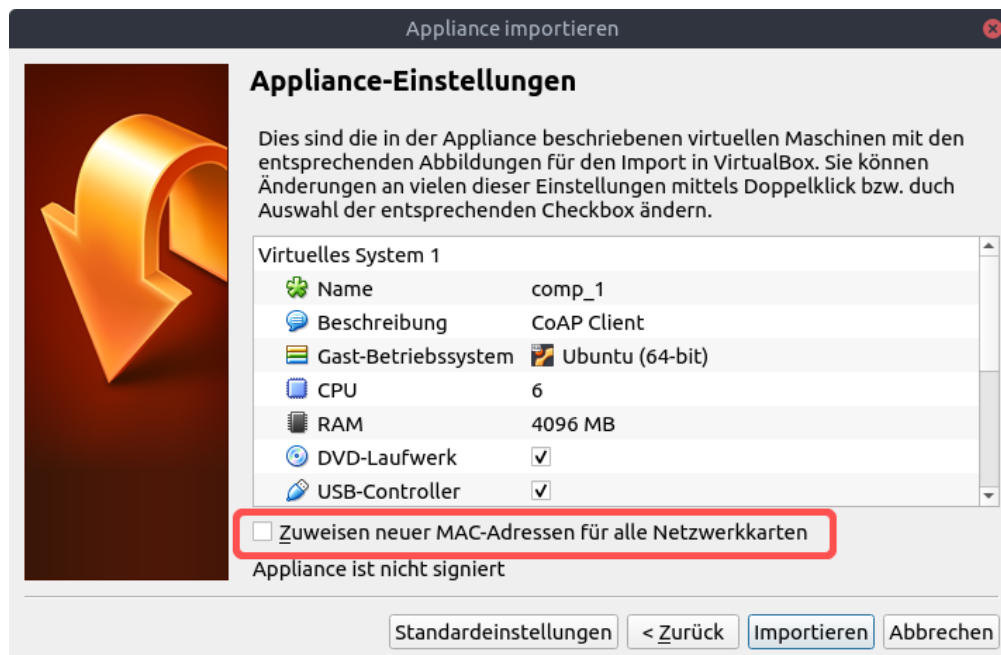 Appliance importieren
Appliance-Einstellungen
Dies sind die in der Appliance beschriebenen virtuellen Maschinen mit den
entsprechenden Abbildungen für den Import in VirtualBox. Sie können
Änderungen an vielen dieser Einstellungen mittels Doppelklick bzw. duch
Auswahl der entsprechenden Checkbox ändern.
Virtuelles System 1
Name comp_1
Beschreibung CoAP Client
Gast-Betriebssystem Ubuntu (64-bit)
CPU 6
RAM 4096 MB
DVD-Laufwerk
USB-Controller
Zuweisen neuer MAC-Adressen für alle Netzwerkkarten
Appliance ist nicht signiert
Standardeinstellungen < Zurück Importieren Abbrechen